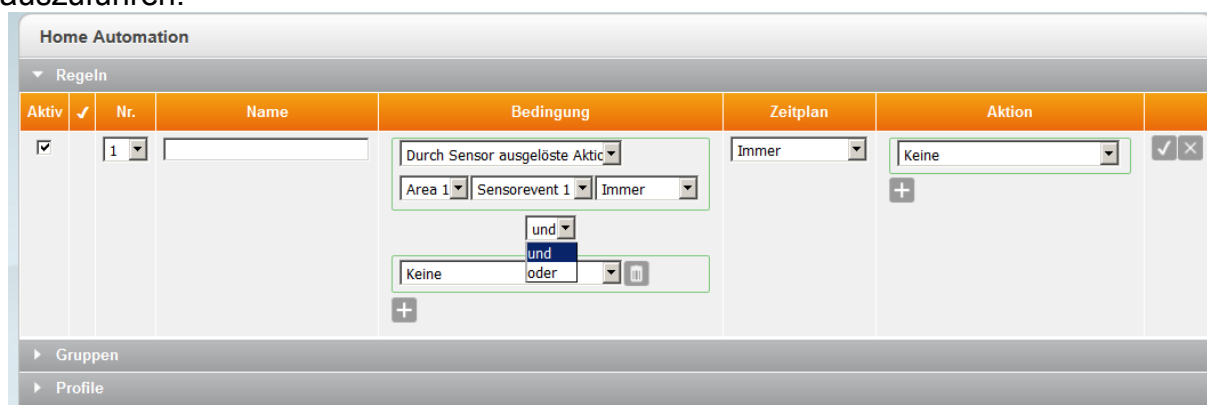 auszuführen.
Home Automation
Regeln
Aktiv Nr. Name Bedingung Zeitplan Aktion
1 Durch Sensor ausgelöste Aktic Immer Keine
Area 1 Sensorevent 1 Immer
und
und
oder
Keine
Gruppen
Profile